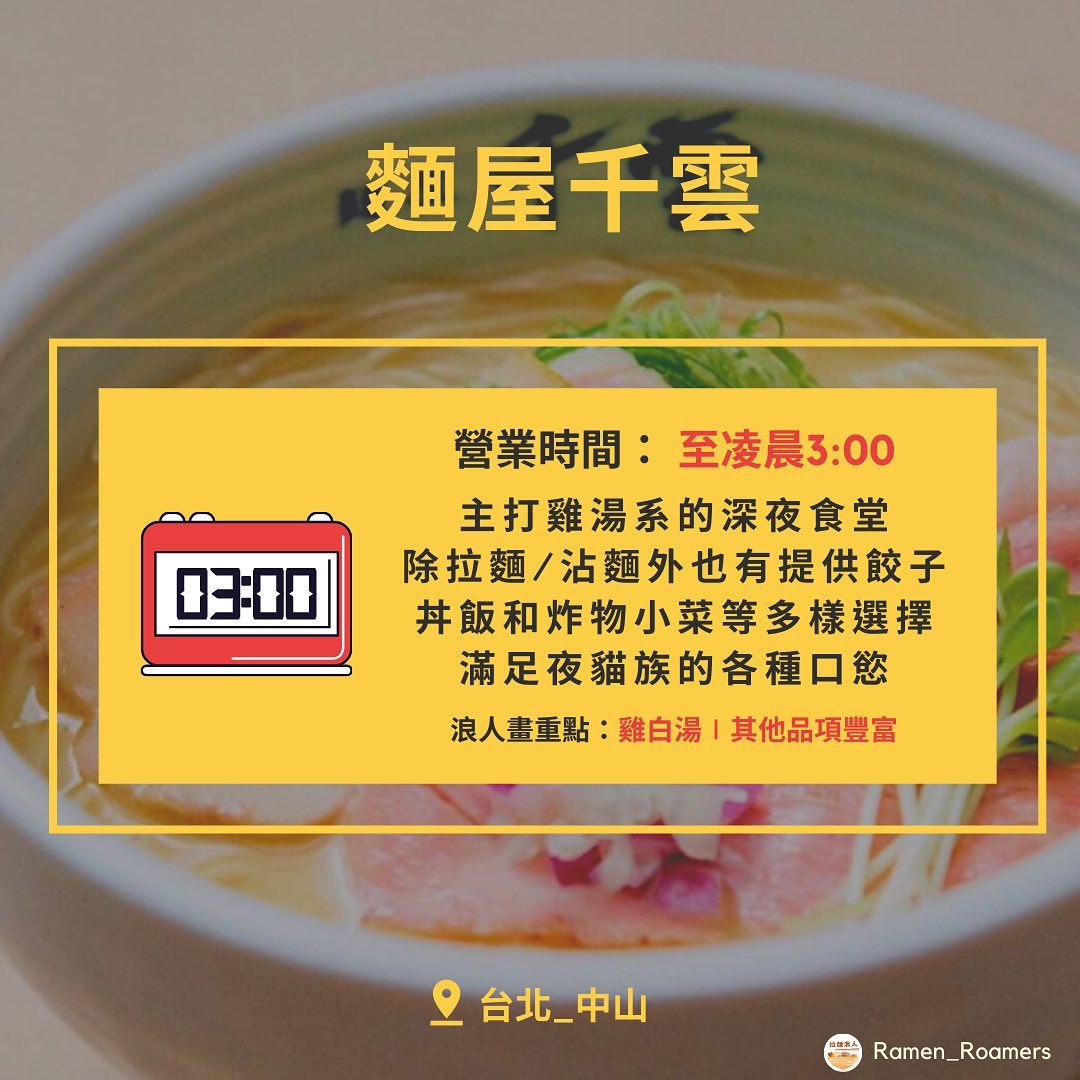 麵屋千雲
營業時間： 至凌晨3:00
主打雞湯系的深夜食堂
除拉麵/沾麵外也有提供餃子
丼飯和炸物小菜等多樣選擇
滿足夜貓族的各種口慾
03:00
浪人畫重點：雞白湯 | 其他品項豐富
台北_中山
拉麵浪人
Ramen_Roamers